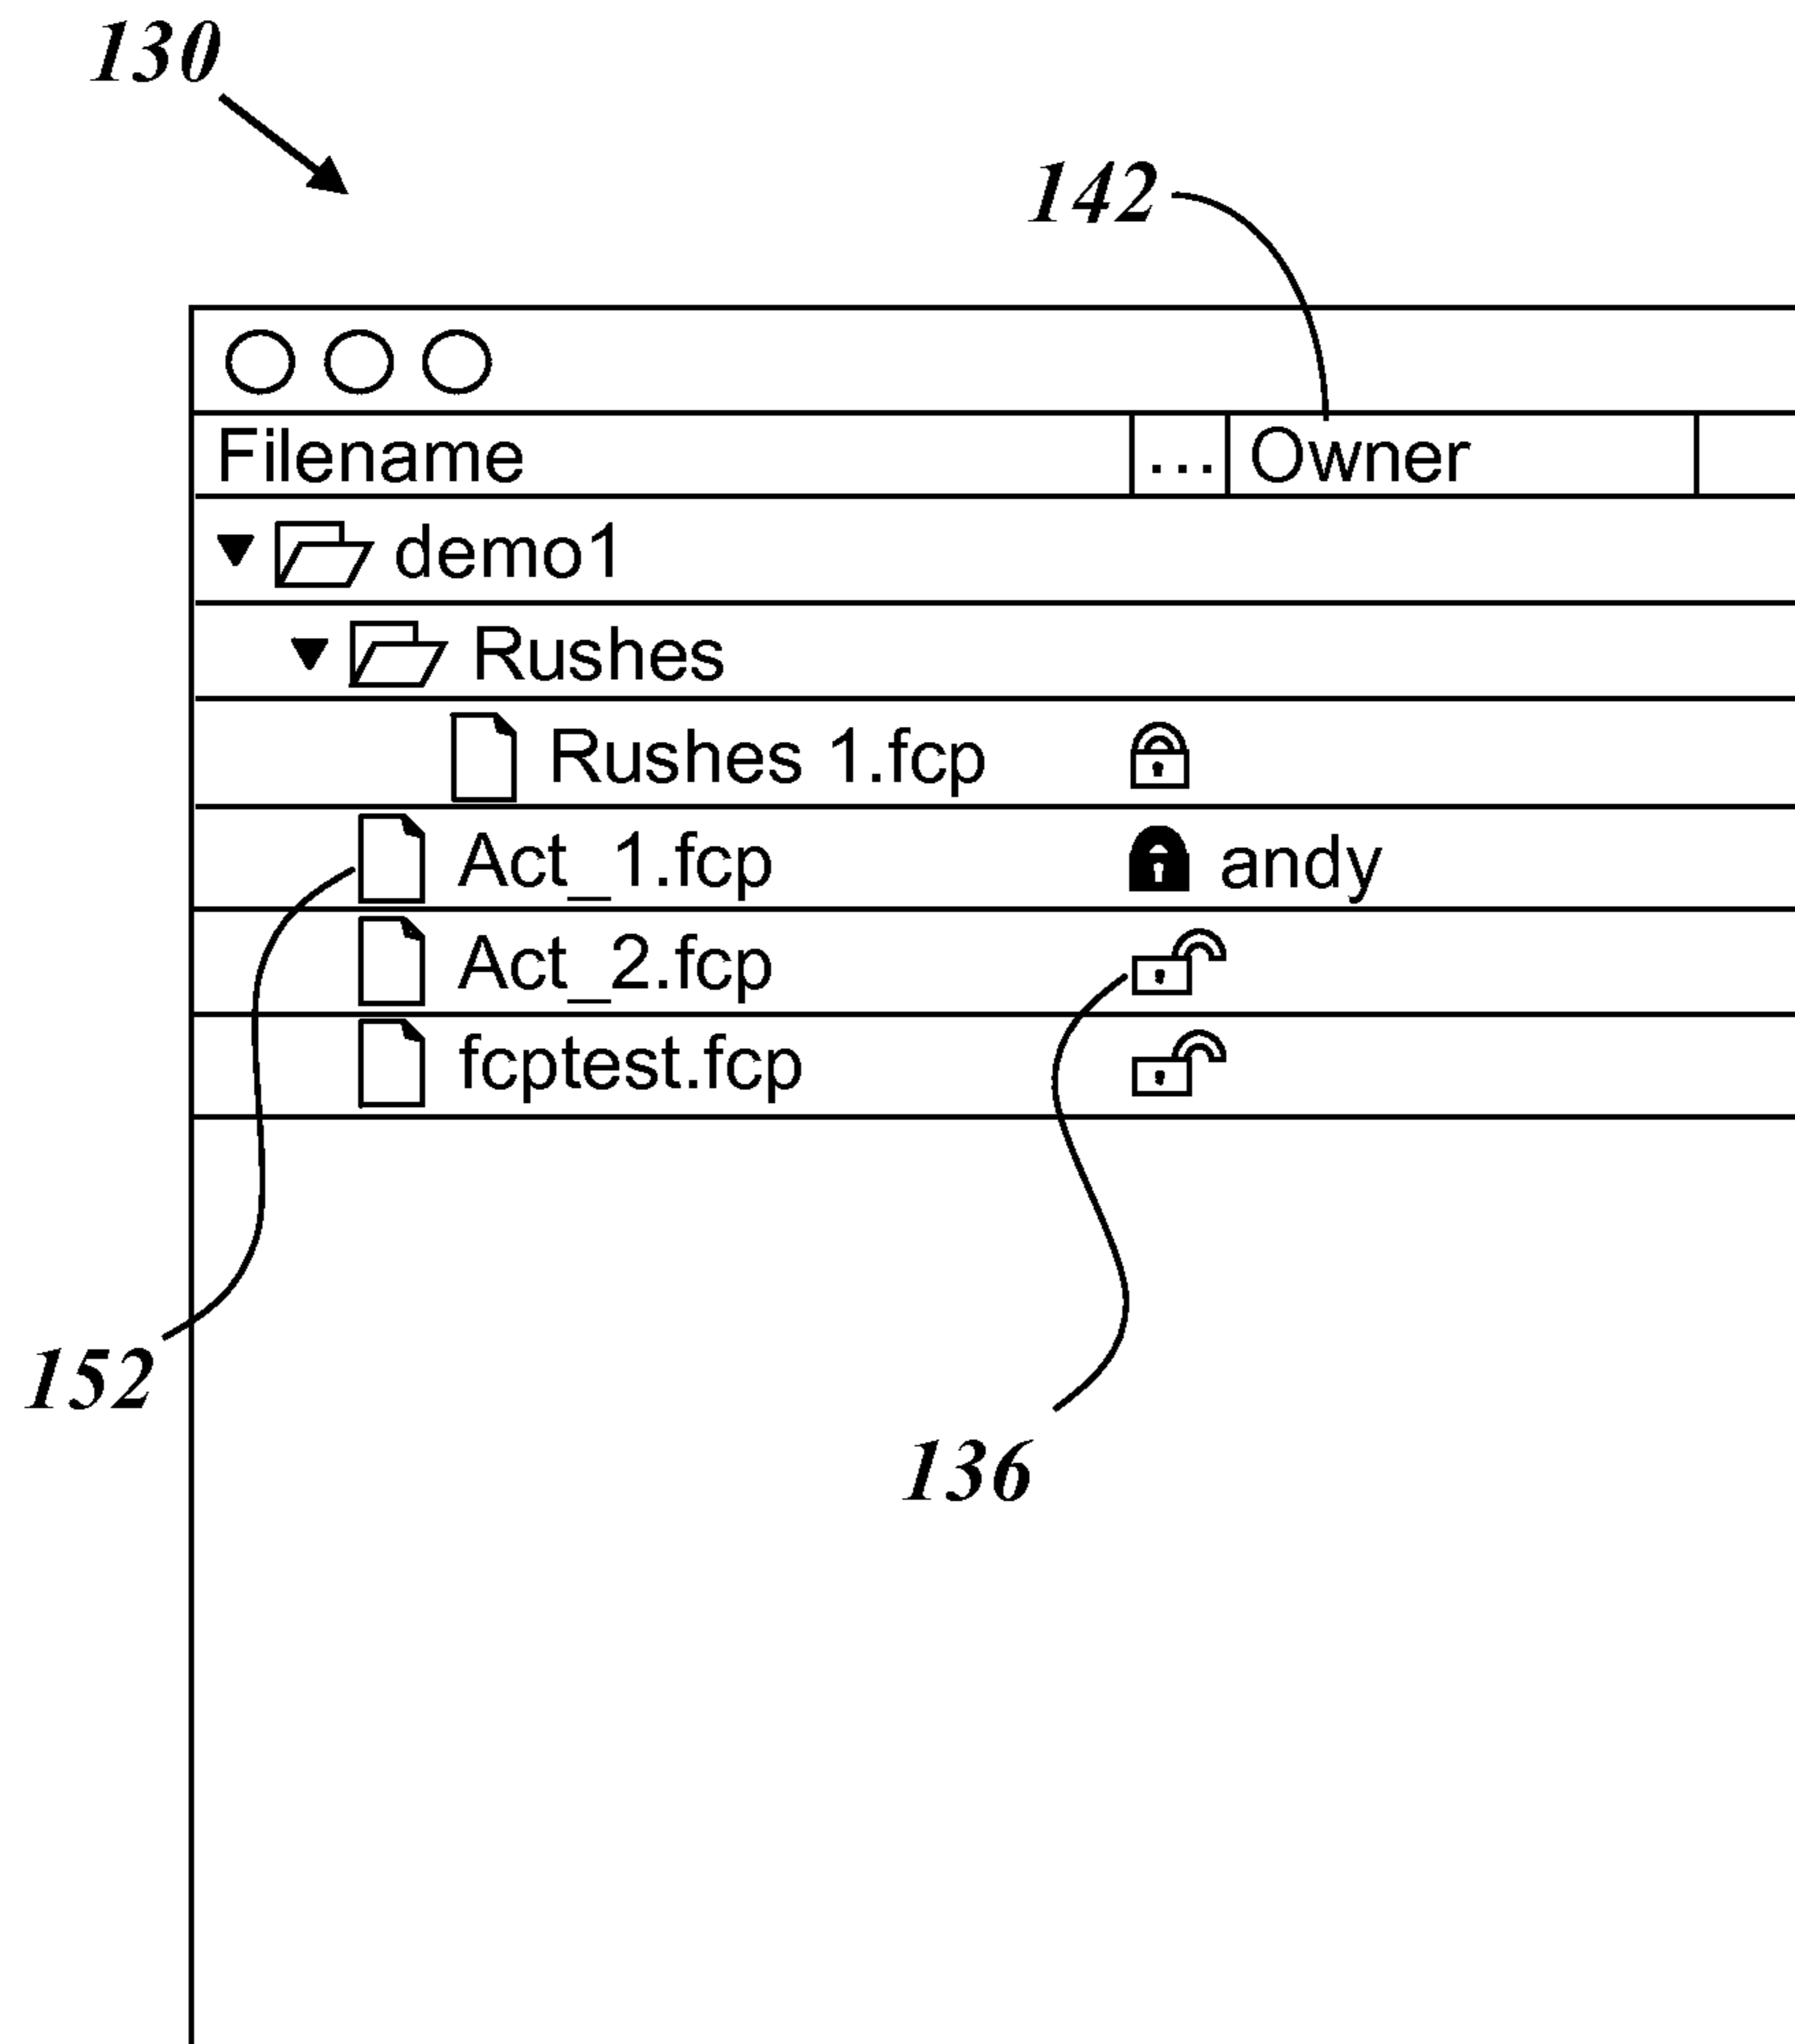 130
142
Filename ... Owner
demo1
Rushes
Rushes 1.fcp
Act_1.fcp andy
Act_2.fcp
fcptest.fcp
152
136